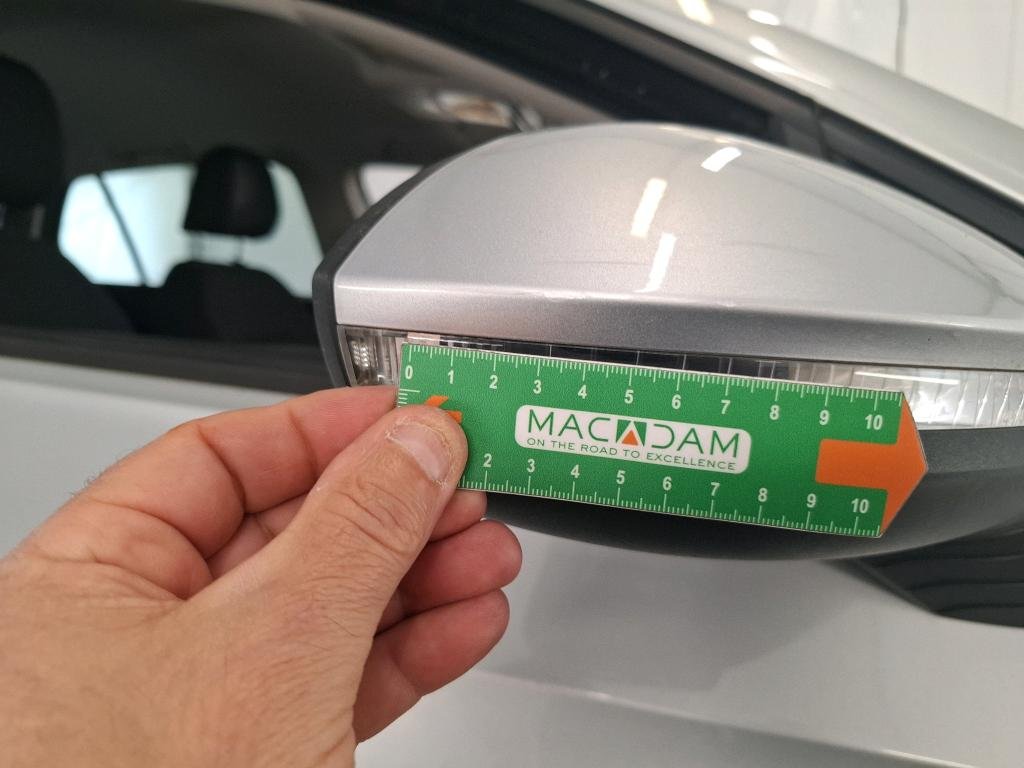 0 1 2 3 4 5 6 7 8 9 10
MACADAM
ON THE ROAD TO EXCELLENCE
2 3 4 5 6 7 8 9 10